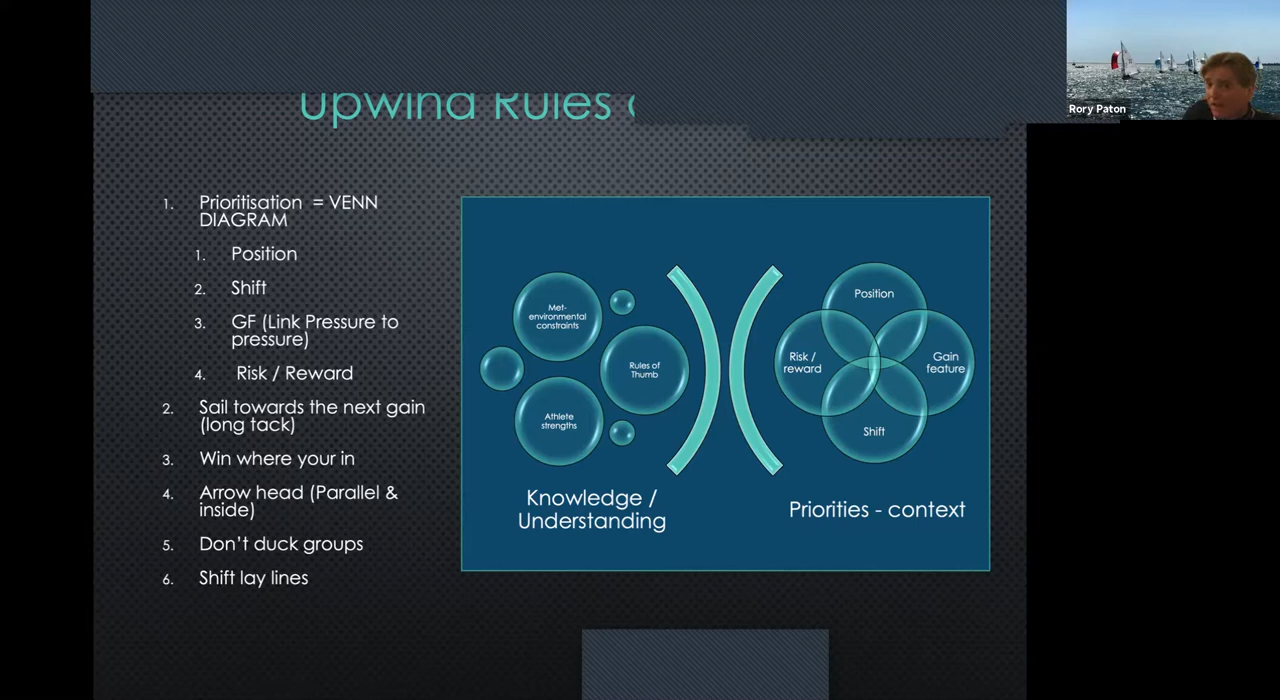 Upwind Rules
Rory Paton
1. Prioritisation = VENN
DIAGRAM
1. Position
2. Shift
3. GF (Link Pressure to
pressure)
4. Risk / Reward
2. Sail towards the next gain
(long tack)
3. Win where your in
4. Arrow head (Parallel &
inside)
5. Don't duck groups
6. Shift lay lines
Met-
environmental
constraints
Rules of
Thumb
Athlete
strengths
Knowledge /
Understanding
Position
Risk /
reward
Gain
feature
Shift
Priorities - context